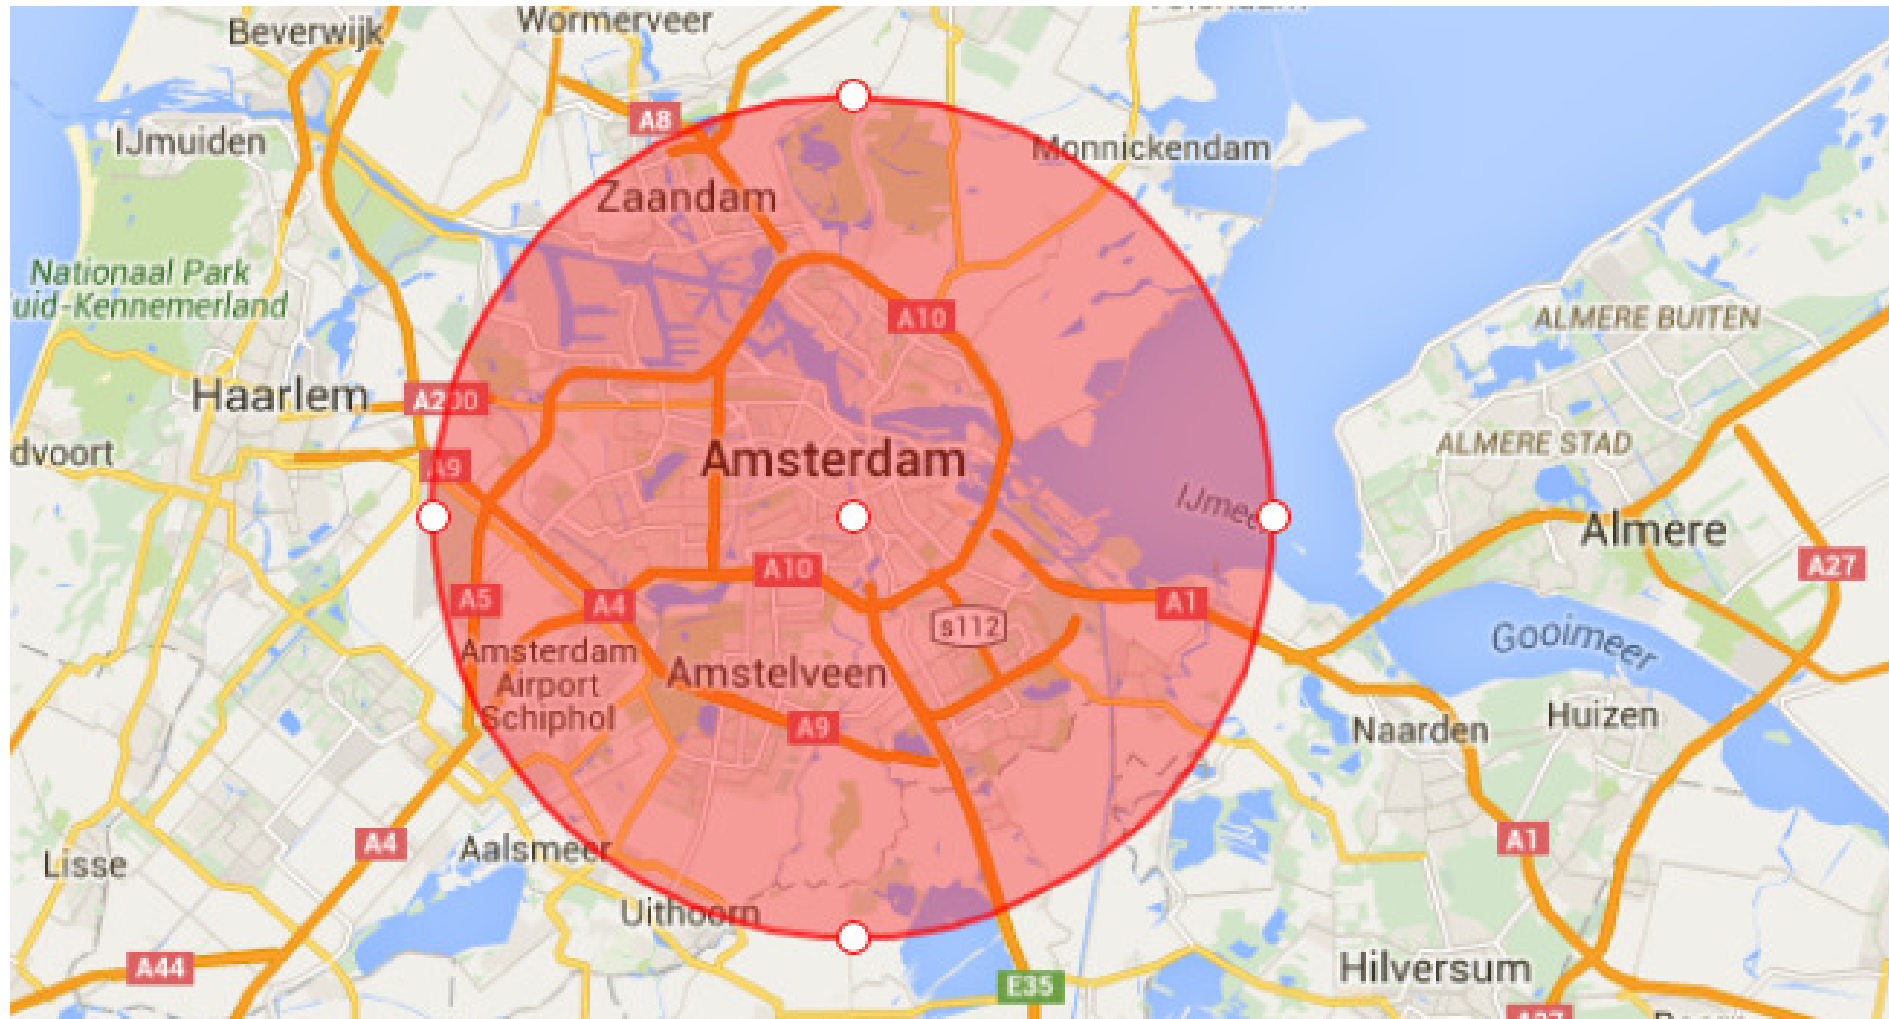 Beverwijk
Wormerveer
A8
IJmuiden
Monnickendam
Zaandam
Nationaal Park
uid-Kennemerland
A10
ALMERE BUITEN
Haarlem
A200
dvoort
A9
Amsterdam
ALMERE STAD
IJmeer
Almere
A10
A27
A5
A4
A1
s112
Gooimeer
Amsterdam
Airport
Schiphol
Amstelveen
A9
Naarden
Huizen
A4
Aalsmeer
A1
Lisse
Uithoorn
A44
Hilversum
E35
A27